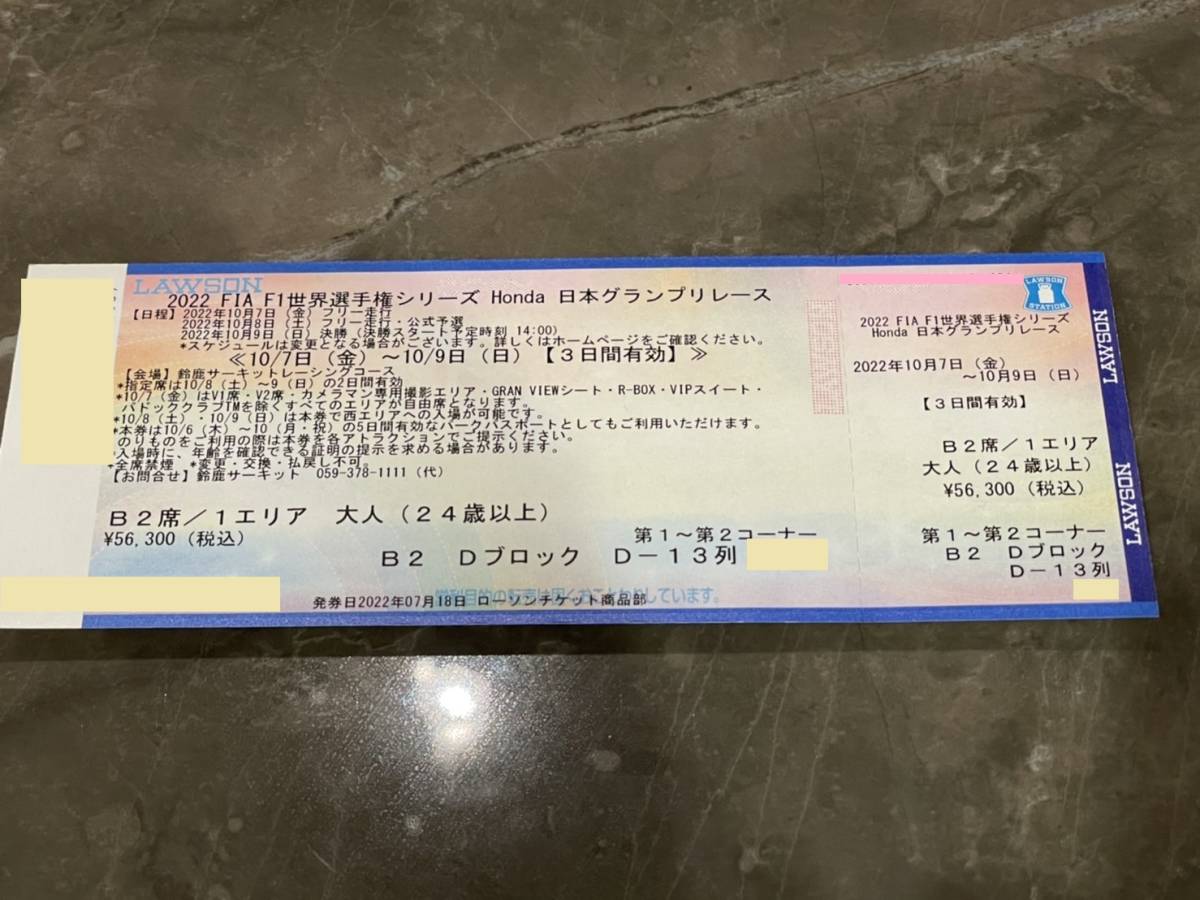 LAWSON
2022 FIA F1世界選手権シリーズ Honda 日本グランプリレース
【日程】2022年10月7日（金）フリー走行
2022年10月8日（土）フリー走行・公式予選
2022年10月9日（日）決勝（決勝スタート予定時刻 14:00）
*スケジュールは変更となる場合がございます。詳しくはホームページをご確認ください。
≪10/7日（金）～10/9日（日）【３日間有効】≫
【会場】鈴鹿サーキットレーシングコース
*指定席は10/8（土）～9（日）の2日間有効
*10/7（金）はV1席・V2席・カメラマン専用撮影エリア・GRAN VIEWシート・R-BOX・VIPスイート・
パドッククラブTMを除くすべてのエリアが自由席となります。
*10/8（土）・10/9（日）は本券で西エリアへの入場が可能です。
*本券は10/6（木）～10（月・祝）の5日間有効なパークパスポートとしてもご利用いただけます。
のりものをご利用の際は本券を各アトラクションでご提示ください。
*入場時に、年齢を確認できる証明の提示を求める場合があります。
*全席禁煙 *変更・交換・払戻し不可。
【お問合せ】鈴鹿サーキット 059-378-1111（代）
Ｂ２席／１エリア 大人（２４歳以上）
¥56,300（税込）
第１～第２コーナー
Ｂ２ Ｄブロック Ｄ－１３列
営利目的の転売は固くおことわりしています。
発券日2022年07月18日 ローソンチケット商品部
LAWSON
STATION
2022 FIA F1世界選手権シリーズ
Honda 日本グランプリレース
2022年10月7日（金）
～10月9日（日）
【３日間有効】
Ｂ２席／１エリア
大人（２４歳以上）
¥56,300（税込）
第１～第２コーナー
Ｂ２ Ｄブロック
Ｄ－１３列
LAWSON
LAWSON